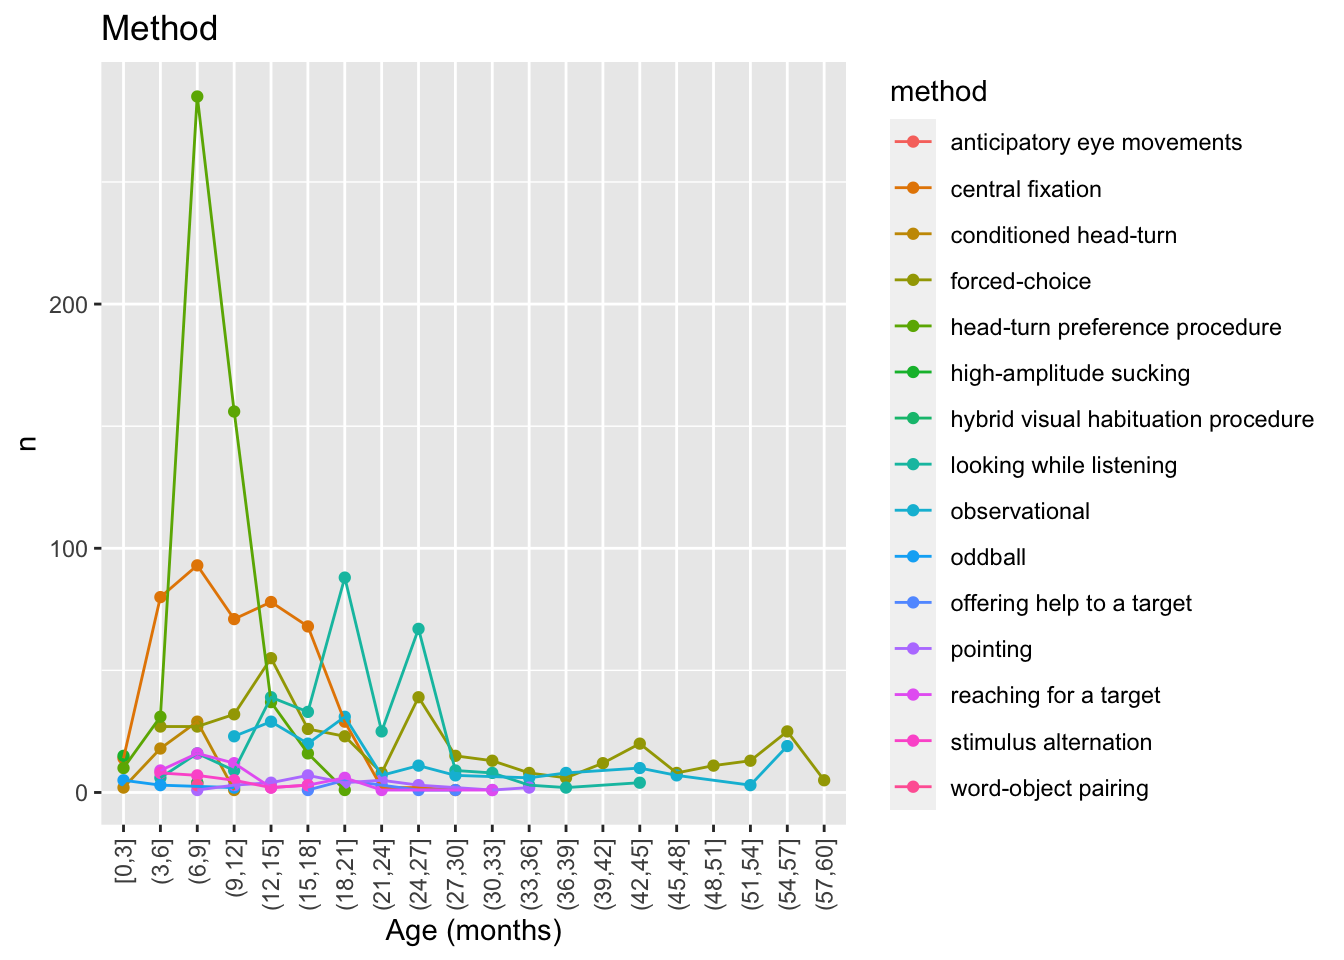 Method
n
200
100
0
[0,3]
(3,6]
(6,9]
(9,12]
(12,15]
(15,18]
(18,21]
(21,24]
(24,27]
(27,30]
(30,33]
(33,36]
(36,39]
(39,42]
(42,45]
(45,48]
(48,51]
(51,54]
(54,57]
(57,60]
Age (months)
method
anticipatory eye movements
central fixation
conditioned head-turn
forced-choice
head-turn preference procedure
high-amplitude sucking
hybrid visual habituation procedure
looking while listening
observational
oddball
offering help to a target
pointing
reaching for a target
stimulus alternation
word-object pairing